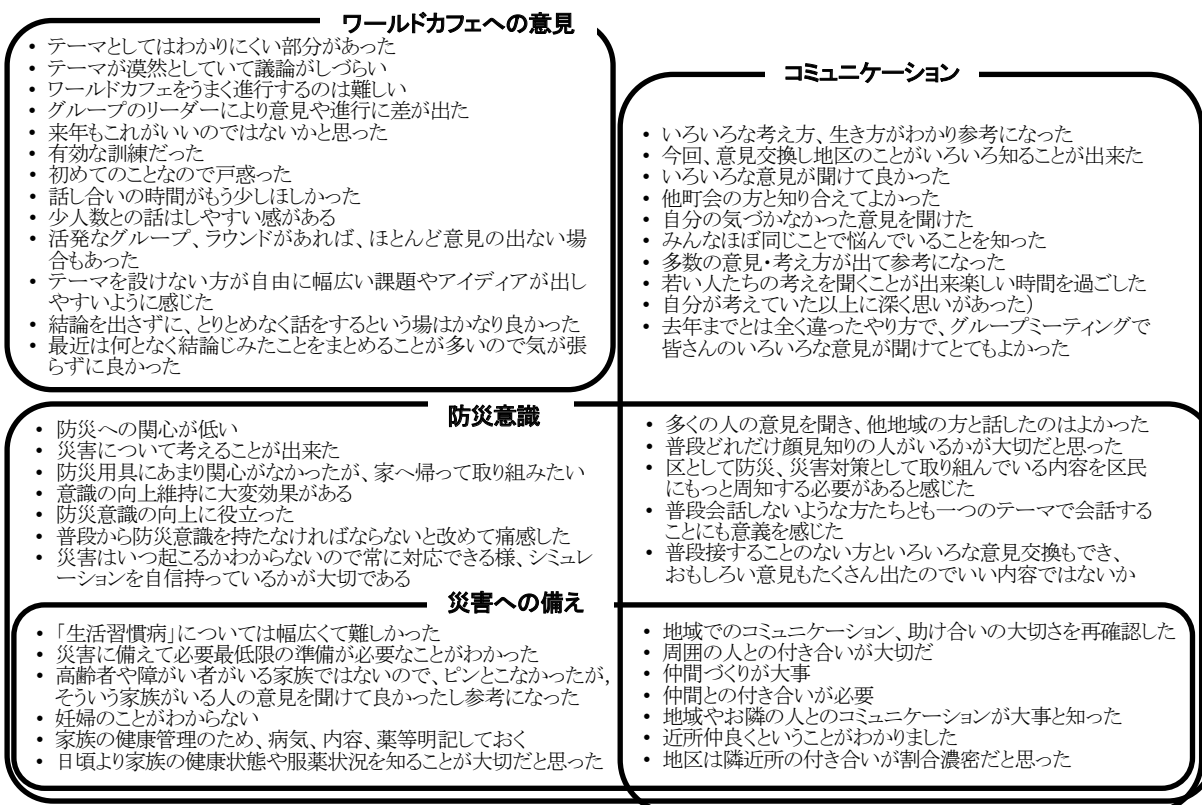 ワールドカフェへの意見
• テーマとしてはわかりにくい部分があった
• テーマが漠然としていて議論がしづらい
• ワールドカフェをうまく進行するのは難しい
• グループのリーダーにより意見や進行に差が出た
• 来年もこれがいいのではないかと思った
• 有効な訓練だった
• 初めてのことなので戸惑った
• 話し合いの時間がもう少しほしかった
• 少人数との話はしやすい感がある
• 活発なグループ、ラウンドがあれば、ほとんど意見の出ない場
合もあった
• テーマを設けない方が自由に幅広い課題やアイディアが出し
やすいように感じた
• 結論を出さずに、とりとめなく話をするという場はかなり良かった
• 最近は何となく結論じみたことをまとめることが多いので気が張
らずに良かった
コミュニケーション
• いろいろな考え方、生き方がわかり参考になった
• 今回、意見交換し地区のことがいろいろ知ることが出来た
• いろいろな意見が聞けて良かった
• 他町会の方と知り合えてよかった
• 自分の気づかなかった意見を聞けた
• みんなほぼ同じことで悩んでいることを知った
• 多数の意見・考え方が出て参考になった
• 若い人たちの考えを聞くことが出来楽しい時間を過ごした
• 自分が考えていた以上に深く思いがあった）
• 去年までとは全く違ったやり方で、グループミーティングで
皆さんのいろいろな意見が聞けてとてもよかった
防災意識
• 防災への関心が低い
• 災害について考えることが出来た
• 防災用具にあまり関心がなかったが、家へ帰って取り組みたい
• 意識の向上維持に大変効果がある
• 防災意識の向上に役立った
• 普段から防災意識を持たなければならないと改めて痛感した
• 災害はいつ起こるかわからないので常に対応できる様、シミュレ
ーションを自信持っているかが大切である
• 多くの人の意見を聞き、他地域の方と話したのはよかった
• 普段どれだけ顔見知りの人がいるかが大切だと思った
• 区として防災、災害対策として取り組んでいる内容を区民
にもっと周知する必要があると感じた
• 普段会話しないような方たちとも一つのテーマで会話する
ことにも意義を感じた
• 普段接することのない方といろいろな意見交換もでき、
おもしろい意見もたくさん出たのでいい内容ではないか
災害への備え
• 「生活習慣病」については幅広くて難しかった
• 災害に備えて必要最低限の準備が必要なことがわかった
• 高齢者や障がい者がいる家族ではないので、ピンとこなかったが,
そういう家族がいる人の意見を聞けて良かったし参考になった
• 妊婦のことがわからない
• 家族の健康管理のため、病気、内容、薬等明記しておく
• 日頃より家族の健康状態や服薬状況を知ることが大切だと思った
• 地域でのコミュニケーション、助け合いの大切さを再確認した
• 周囲の人との付き合いが大切だ
• 仲間づくりが大事
• 仲間との付き合いが必要
• 地域やお隣の人とのコミュニケーションが大事と知った
• 近所仲良くということがわかりました
• 地区は隣近所の付き合いが割合濃密だと思った